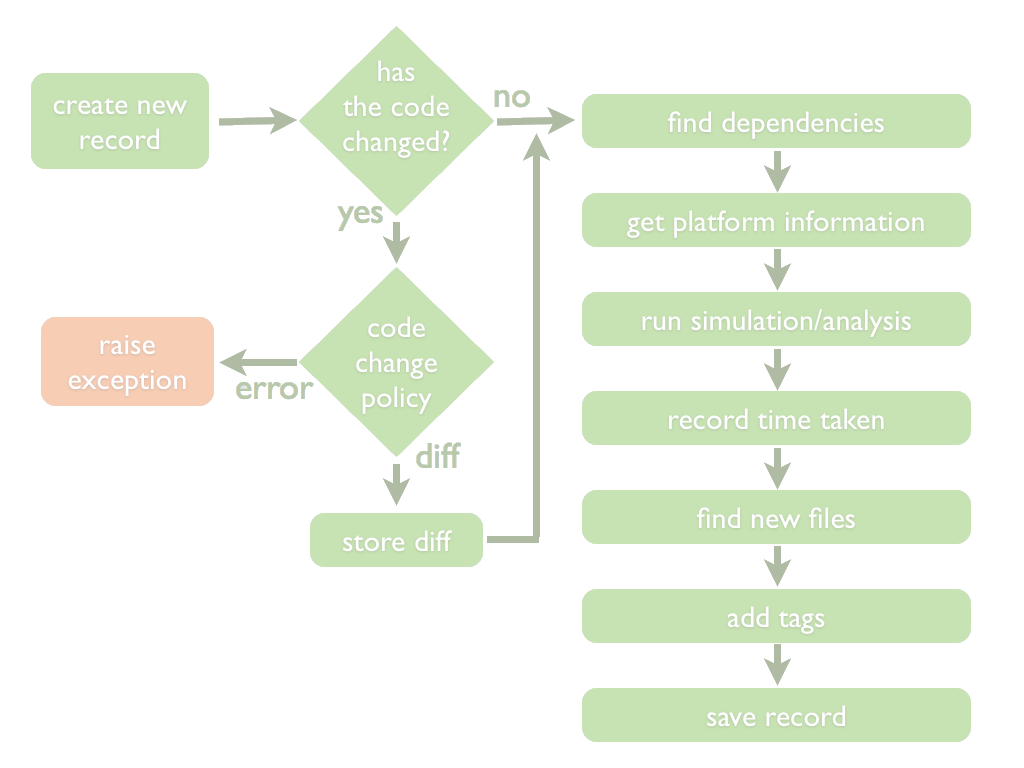 create new
record
has
the code
changed?
no
yes
code
change
policy
error
raise
exception
diff
store diff
find dependencies
get platform information
run simulation/analysis
record time taken
find new files
add tags
save record